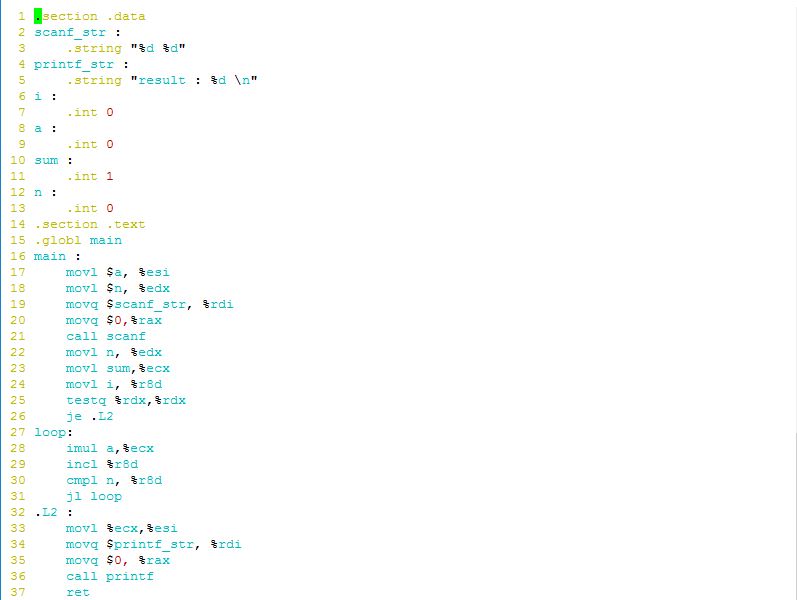 1 .section .data
2 scanf_str :
3     .string "%d %d"
4 printf_str :
5     .string "result : %d \n"
6 i :
7     .int 0
8 a :
9     .int 0
10 sum :
11     .int 1
12 n :
13     .int 0
14 .section .text
15 .globl main
16 main :
17     movl $a, %esi
18     movl $n, %edx
19     movq $scanf_str, %rdi
20     movq $0,%rax
21     call scanf
22     movl n, %edx
23     movl sum,%ecx
24     movl i, %r8d
25     testq %rdx,%rdx
26     je .L2
27 loop:
28     imul a,%ecx
29     incl %r8d
30     cmpl n, %r8d
31     jl loop
32 .L2 :
33     movl %ecx,%esi
34     movq $printf_str, %rdi
35     movq $0, %rax
36     call printf
37     ret